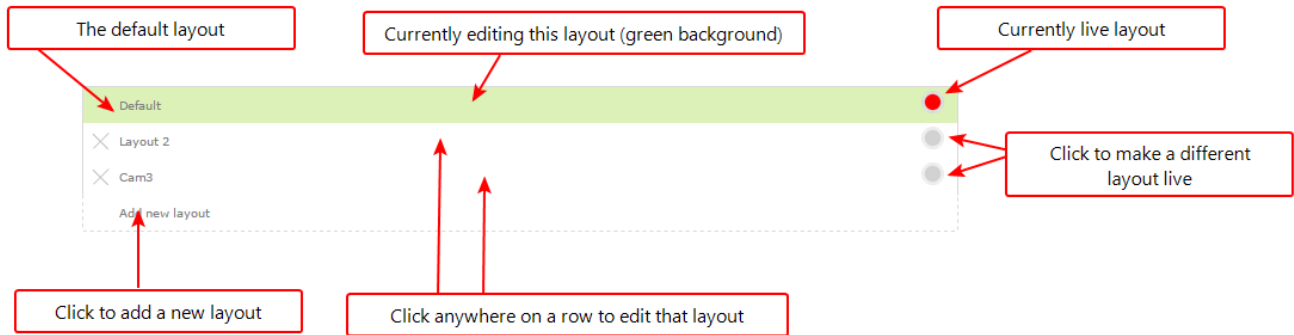 The default layout
Currently editing this layout (green background)
Currently live layout
Default
Layout 2
Click to make a different
layout live
Cam3
Add new layout
Click to add a new layout
Click anywhere on a row to edit that layout